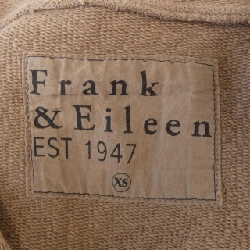 Frank
& Eileen
EST 1947
XS